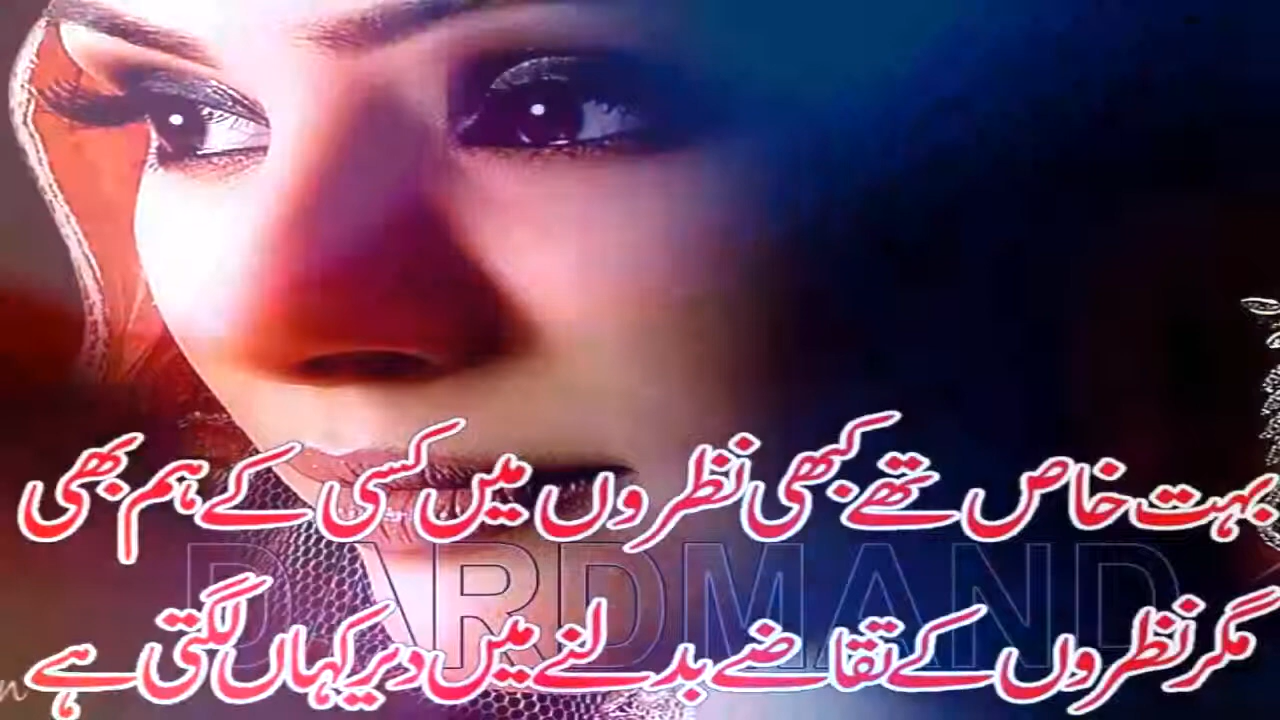 بہت خاص تھے کبھی نظروں میں کسی کے ہم بھی
DARDMAND
مگر نظروں کے تقاضے بدلنے میں دیر کہاں لگتی ہے